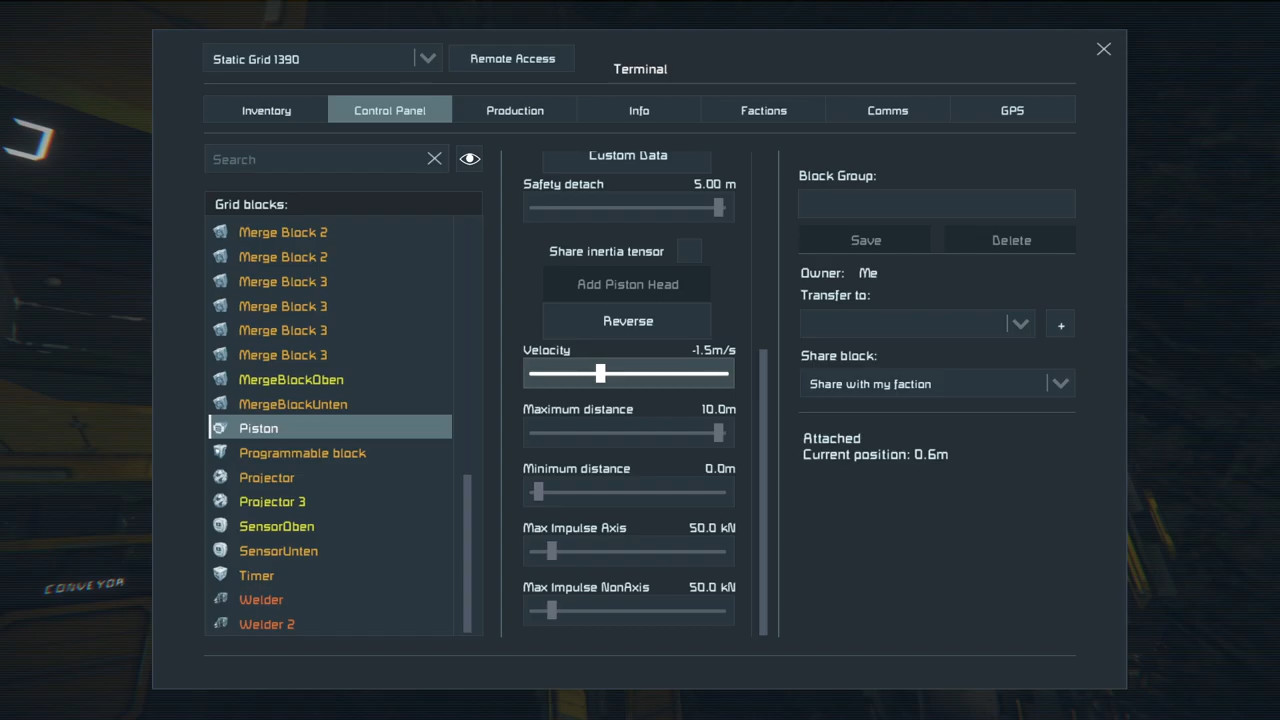 Static Grid 1390
Remote Access
Terminal
Inventory
Control Panel
Production
Info
Factions
Comms
GPS
Search
Grid blocks:
Merge Block 2
Merge Block 2
Merge Block 3
Merge Block 3
Merge Block 3
Merge Block 3
MergeBlockOben
MergeBlockUnten
Piston
Programmable block
Projector
Projector 3
SensorOben
SensorUnten
Timer
Welder
Welder 2
Custom Data
Safety detach 5.00 m
Share inertia tensor
Add Piston Head
Reverse
Velocity -1.5m/s
Maximum distance 10.0m
Minimum distance 0.0m
Max Impulse Axis 50.0 kN
Max Impulse NonAxis 50.0 kN
Block Group:
Save
Delete
Owner: Me
Transfer to:
+
Share block:
Share with my faction
Attached
Current position: 0.6m
CONVEYOR